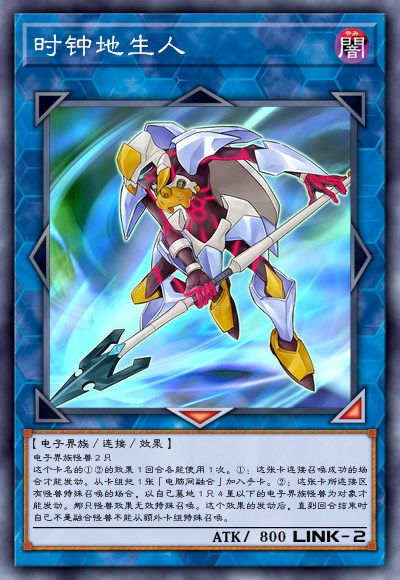 时钟地生人
やみ
闇
【电子界族／连接／效果】
电子界族怪兽２只
这个卡名的①②的效果１回合各能使用１次。①：这张卡连接召唤成功的场
合才能发动。从卡组把１张「电脑网融合」加入手卡。②：这张卡所连接区
有怪兽特殊召唤的场合，以自己墓地１只４星以下的电子界族怪兽为对象才
能发动。那只怪兽效果无效特殊召唤。这个效果的发动后，直到回合结束时
自己不是融合怪兽不能从额外卡组特殊召唤。
ATK/ 800 LINK-2